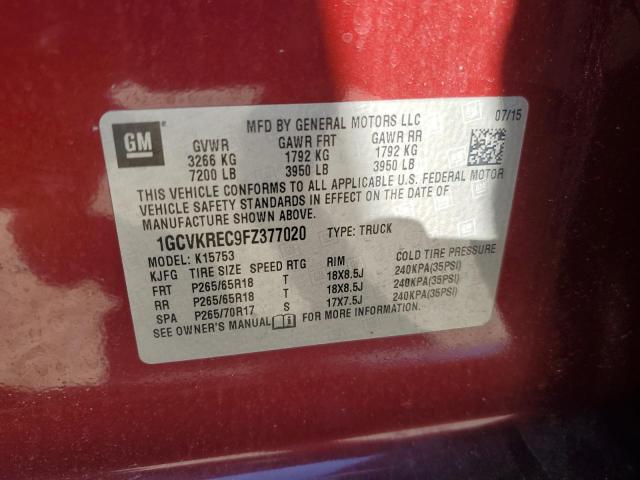 GM
MFD BY GENERAL MOTORS LLC 07/15
GVWR GAWR FRT GAWR RR
3266 KG 1792 KG 1792 KG
7200 LB 3950 LB 3950 LB
THIS VEHICLE CONFORMS TO ALL APPLICABLE U.S. FEDERAL MOTOR
VEHICLE SAFETY STANDARDS IN EFFECT ON THE DATE OF
MANUFACTURE SHOWN ABOVE.
1GCVKREC9FZ377020 TYPE: TRUCK
MODEL: K15753
KJFG TIRE SIZE SPEED RTG RIM COLD TIRE PRESSURE
FRT P265/65R18 T 18X8.5J 240KPA(35PSI)
RR P265/65R18 T 18X8.5J 240KPA(35PSI)
SPA P265/70R17 S 17X7.5J 240KPA(35PSI)
SEE OWNER'S MANUAL